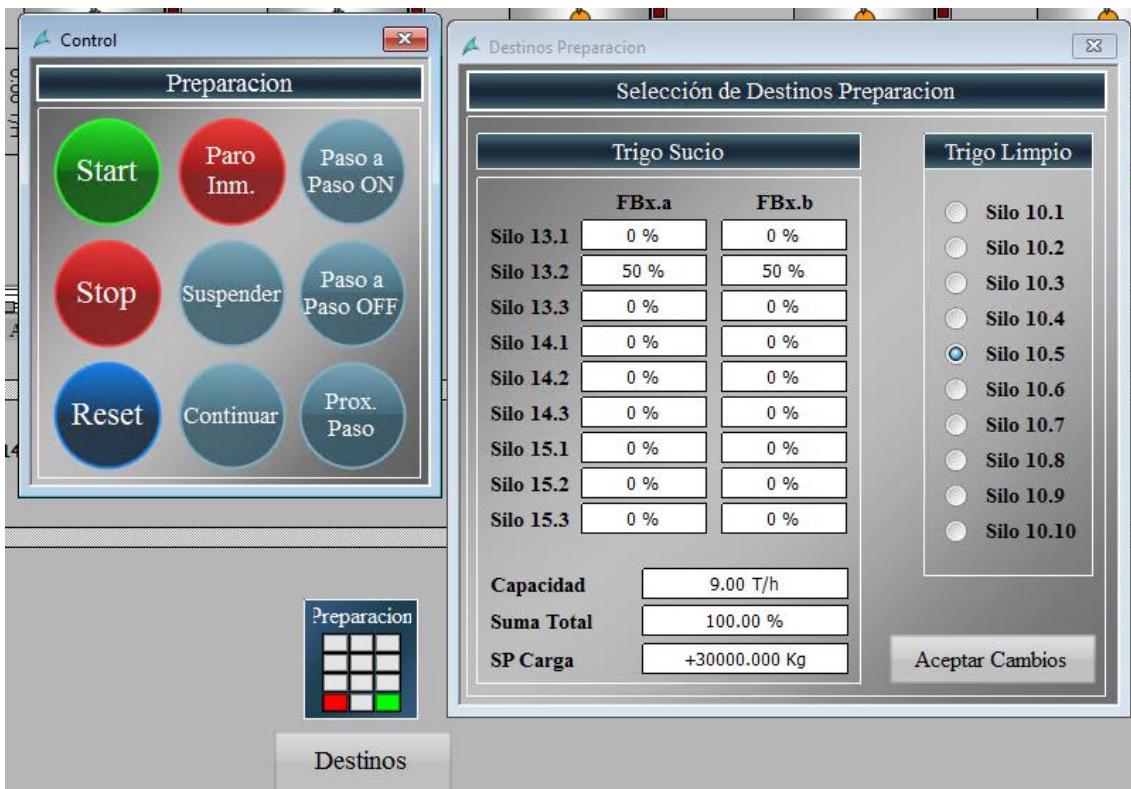 Control
Preparacion
Start
Paro
Inm.
Paso a
Paso ON
Stop
Suspender
Paso a
Paso OFF
Reset
Continuar
Prox.
Paso
Preparacion
Destinos
Destinos Preparacion
Selección de Destinos Preparacion
Trigo Sucio
FBx.a FBx.b
Silo 13.1 0 % 0 %
Silo 13.2 50 % 50 %
Silo 13.3 0 % 0 %
Silo 14.1 0 % 0 %
Silo 14.2 0 % 0 %
Silo 14.3 0 % 0 %
Silo 15.1 0 % 0 %
Silo 15.2 0 % 0 %
Silo 15.3 0 % 0 %
Capacidad 9.00 T/h
Suma Total 100.00 %
SP Carga +30000.000 Kg
Trigo Limpio
Silo 10.1
Silo 10.2
Silo 10.3
Silo 10.4
Silo 10.5
Silo 10.6
Silo 10.7
Silo 10.8
Silo 10.9
Silo 10.10
Aceptar Cambios